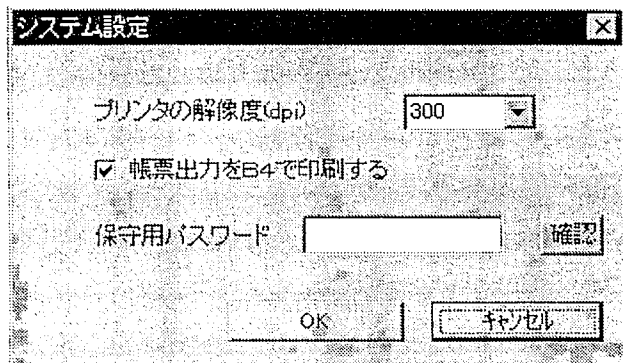 システム設定
プリンタの解像度(dpi) 300
帳票出力をB4で印刷する
保守用パスワード 確認
OK キャンセル